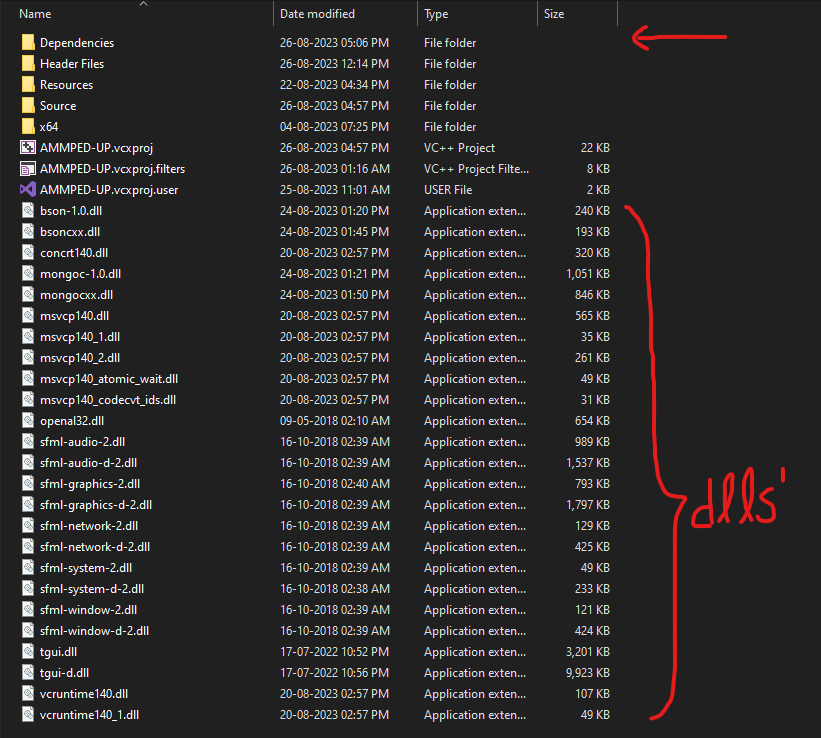 Name Date modified Type Size
Dependencies 26-08-2023 05:06 PM File folder
Header Files 26-08-2023 12:14 PM File folder
Resources 22-08-2023 04:34 PM File folder
Source 26-08-2023 04:57 PM File folder
x64 04-08-2023 07:25 PM File folder
AMMPED-UP.vcxproj 26-08-2023 04:57 PM VC++ Project 22 KB
AMMPED-UP.vcxproj.filters 26-08-2023 01:16 AM VC++ Project Filte... 8 KB
AMMPED-UP.vcxproj.user 25-08-2023 11:01 AM USER File 2 KB
bson-1.0.dll 24-08-2023 01:20 PM Application exten... 240 KB
bsoncxx.dll 24-08-2023 01:45 PM Application exten... 193 KB
concrt140.dll 20-08-2023 02:57 PM Application exten... 320 KB
mongoc-1.0.dll 24-08-2023 01:21 PM Application exten... 1,051 KB
mongocxx.dll 24-08-2023 01:50 PM Application exten... 846 KB
msvcp140.dll 20-08-2023 02:57 PM Application exten... 565 KB
msvcp140_1.dll 20-08-2023 02:57 PM Application exten... 35 KB
msvcp140_2.dll 20-08-2023 02:57 PM Application exten... 261 KB
msvcp140_atomic_wait.dll 20-08-2023 02:57 PM Application exten... 49 KB
msvcp140_codecvt_ids.dll 20-08-2023 02:57 PM Application exten... 31 KB
openal32.dll 09-05-2018 02:10 AM Application exten... 654 KB
sfml-audio-2.dll 16-10-2018 02:39 AM Application exten... 989 KB
sfml-audio-d-2.dll 16-10-2018 02:39 AM Application exten... 1,537 KB
sfml-graphics-2.dll 16-10-2018 02:40 AM Application exten... 793 KB
sfml-graphics-d-2.dll 16-10-2018 02:39 AM Application exten... 1,797 KB
dlls'
sfml-network-2.dll 16-10-2018 02:39 AM Application exten... 129 KB
sfml-network-d-2.dll 16-10-2018 02:39 AM Application exten... 425 KB
sfml-system-2.dll 16-10-2018 02:39 AM Application exten... 49 KB
sfml-system-d-2.dll 16-10-2018 02:38 AM Application exten... 233 KB
sfml-window-2.dll 16-10-2018 02:39 AM Application exten... 121 KB
sfml-window-d-2.dll 16-10-2018 02:39 AM Application exten... 424 KB
tgui.dll 17-07-2022 10:52 PM Application exten... 3,201 KB
tgui-d.dll 17-07-2022 10:56 PM Application exten... 9,923 KB
vcruntime140.dll 20-08-2023 02:57 PM Application exten... 107 KB
vcruntime140_1.dll 20-08-2023 02:57 PM Application exten... 49 KB